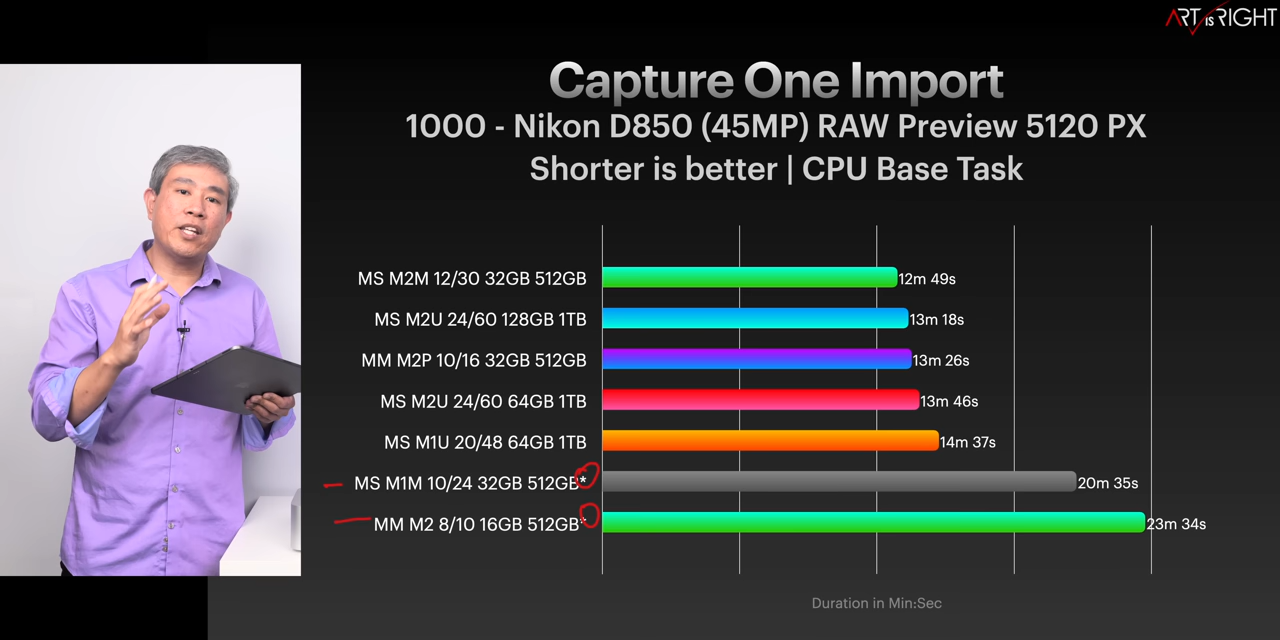 ART IS RIGHT
Capture One Import
1000 - Nikon D850 (45MP) RAW Preview 5120 PX
Shorter is better | CPU Base Task
MS M2M 12/30 32GB 512GB 12m 49s
MS M2U 24/60 128GB 1TB 13m 18s
MM M2P 10/16 32GB 512GB 13m 26s
MS M2U 24/60 64GB 1TB 13m 46s
MS M1U 20/48 64GB 1TB 14m 37s
MS M1M 10/24 32GB 512GB* 20m 35s
MM M2 8/10 16GB 512GB* 23m 34s
Duration in Min:Sec